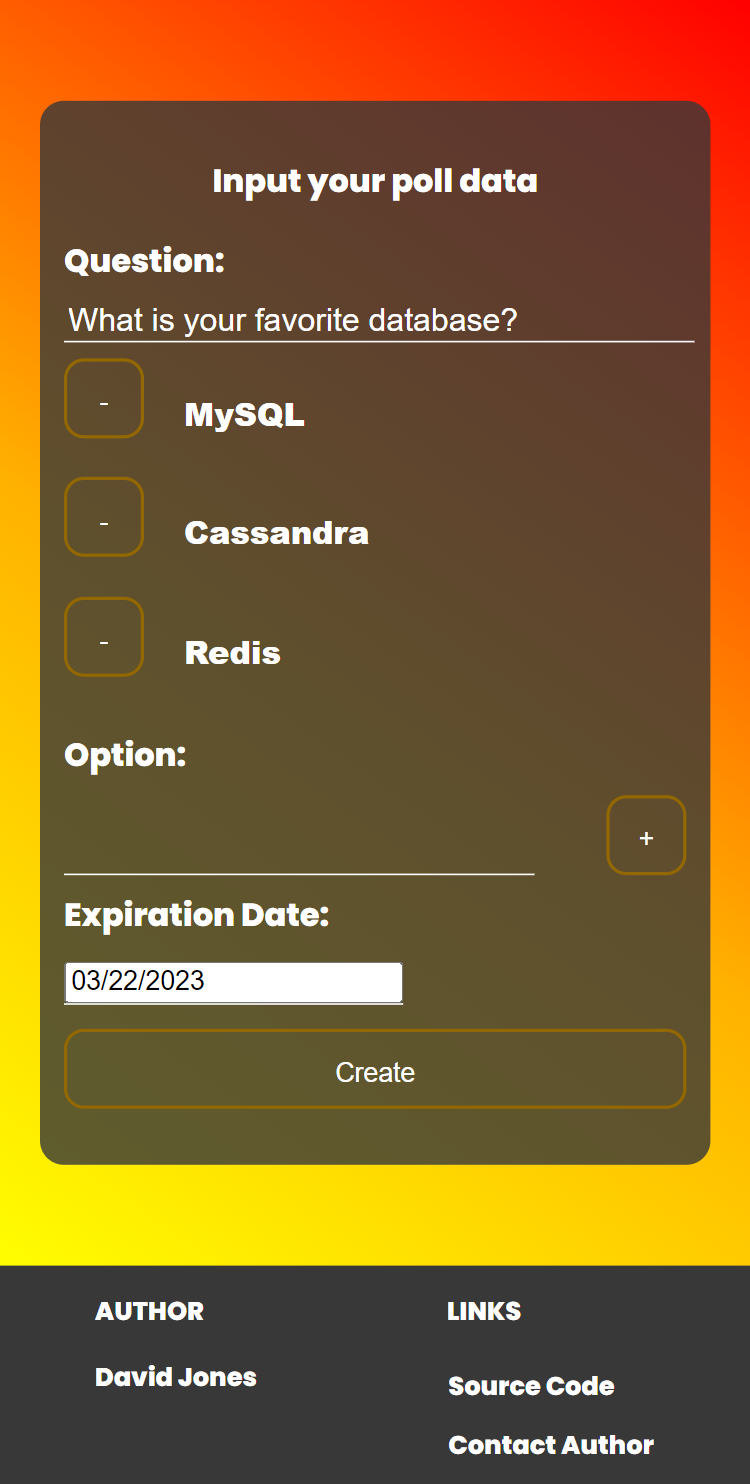 Input your poll data
Question:
What is your favorite database?
-
MySQL
-
Cassandra
-
Redis
Option:
+
Expiration Date:
03/22/2023
Create
AUTHOR
David Jones
LINKS
Source Code
Contact Author